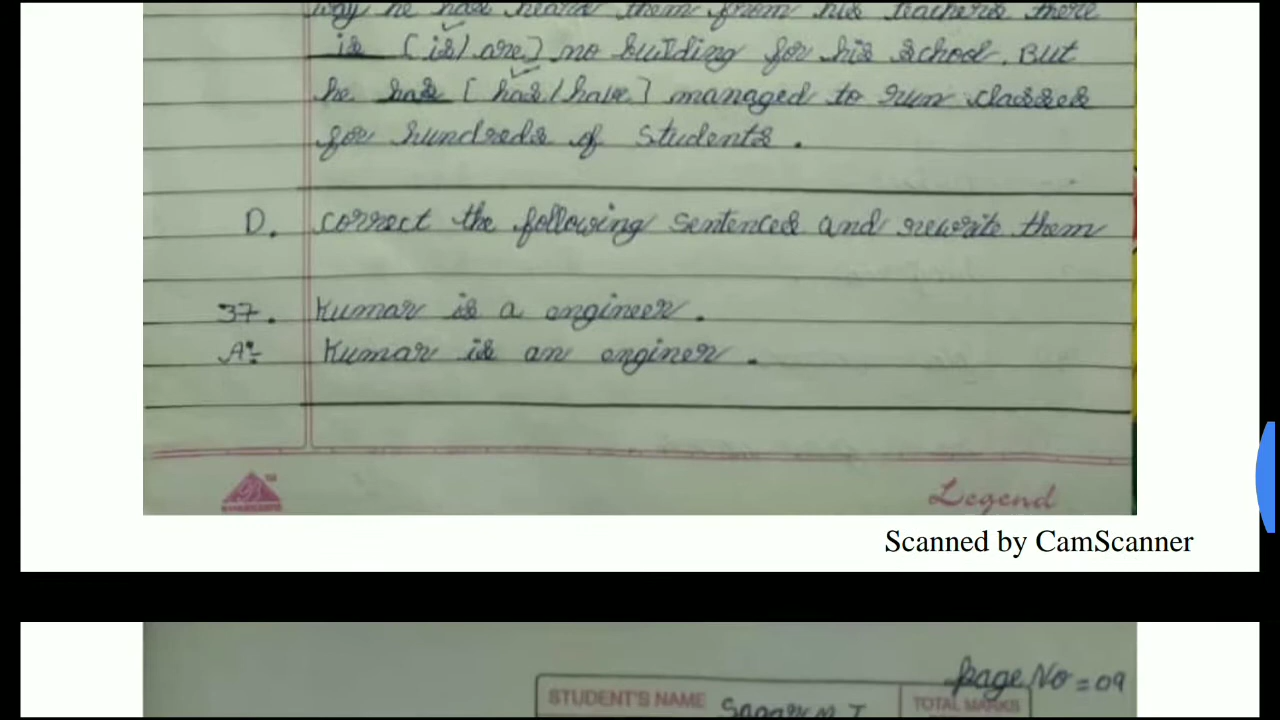 way he has heard them from his teachers there
is [is/are] no building for his school. But
he has [has/have] managed to run classes
for hundreds of students.
D. correct the following sentences and rewrite them
37. Kumar is a engineer.
A:- Kumar is an enginer.
Legend
Scanned by CamScanner
page No = 09
STUDENT'S NAME Sagar M.J TOTAL MARKS